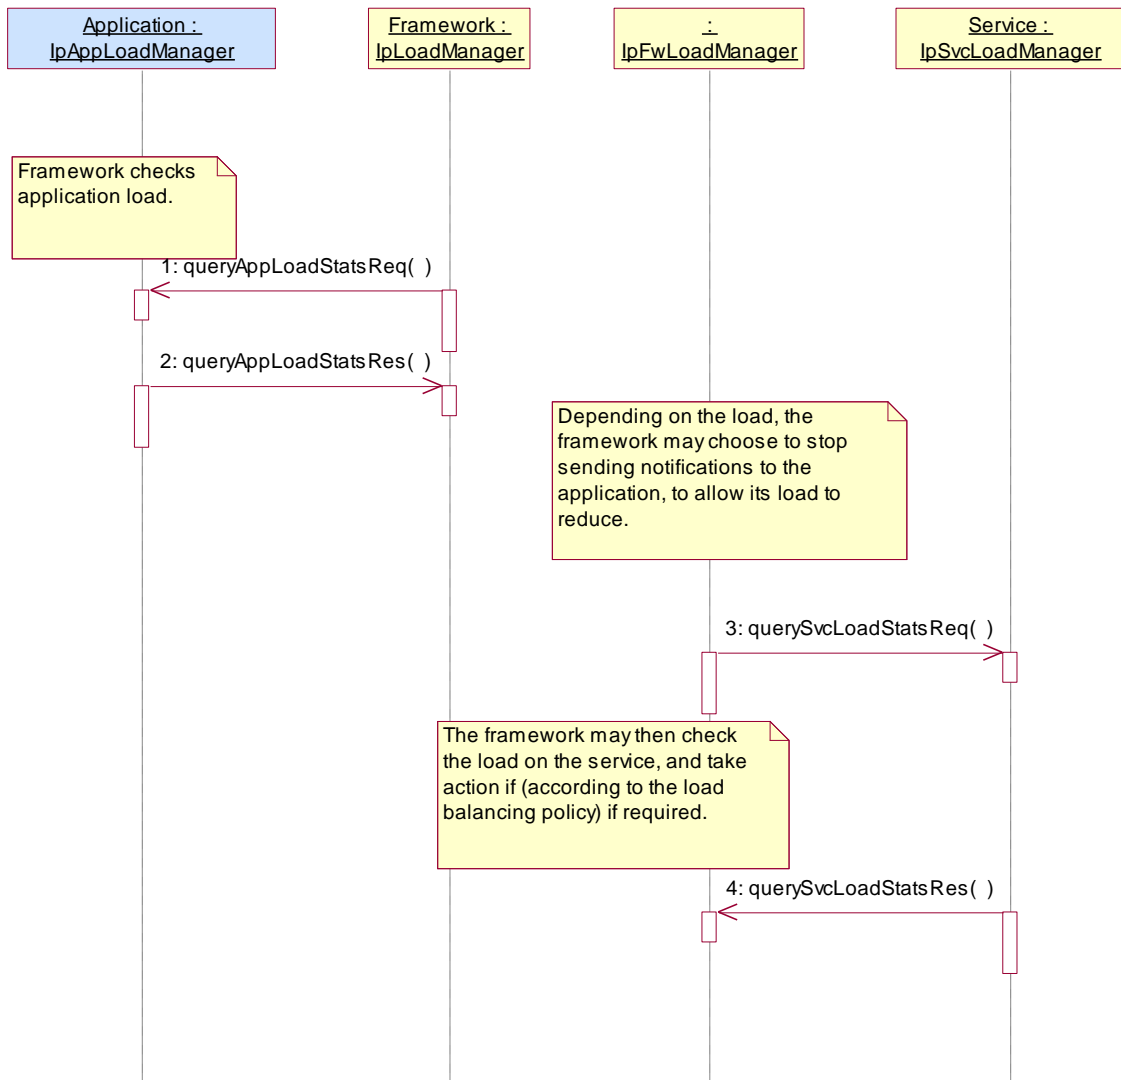 Application :
IpAppLoadManager
Framework :
IpLoadManager
:
IpFwLoadManager
Service :
IpSvcLoadManager
Framework checks
application load.
1: queryAppLoadStatsReq( )
2: queryAppLoadStatsRes( )
Depending on the load, the
framework may choose to stop
sending notifications to the
application, to allow its load to
reduce.
3: querySvcLoadStatsReq( )
The framework may then check
the load on the service, and take
action if (according to the load
balancing policy) if required.
4: querySvcLoadStatsRes( )